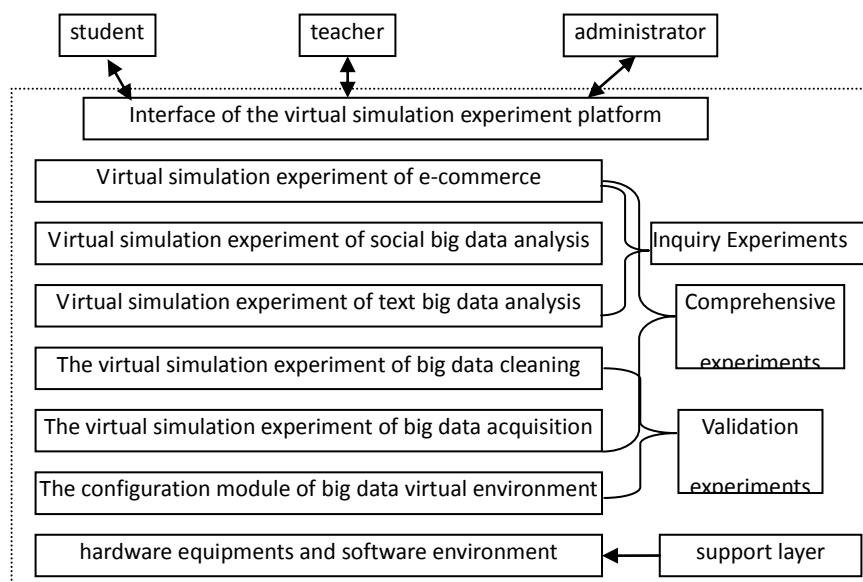 student
teacher
administrator
Interface of the virtual simulation experiment platform
Virtual simulation experiment of e-commerce
Virtual simulation experiment of social big data analysis
Inquiry Experiments
Virtual simulation experiment of text big data analysis
Comprehensive
experiments
The virtual simulation experiment of big data cleaning
The virtual simulation experiment of big data acquisition
Validation
experiments
The configuration module of big data virtual environment
hardware equipments and software environment
support layer